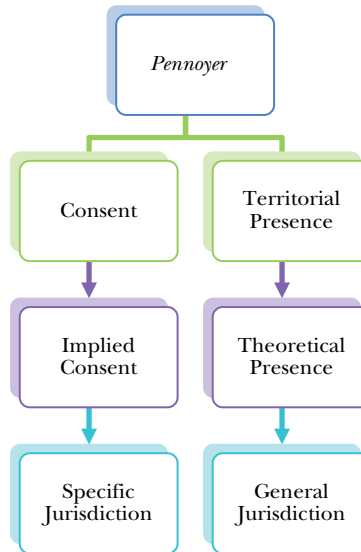 Pennoyer
Consent
Territorial
Presence
Implied
Consent
Theoretical
Presence
Specific
Jurisdiction
General
Jurisdiction